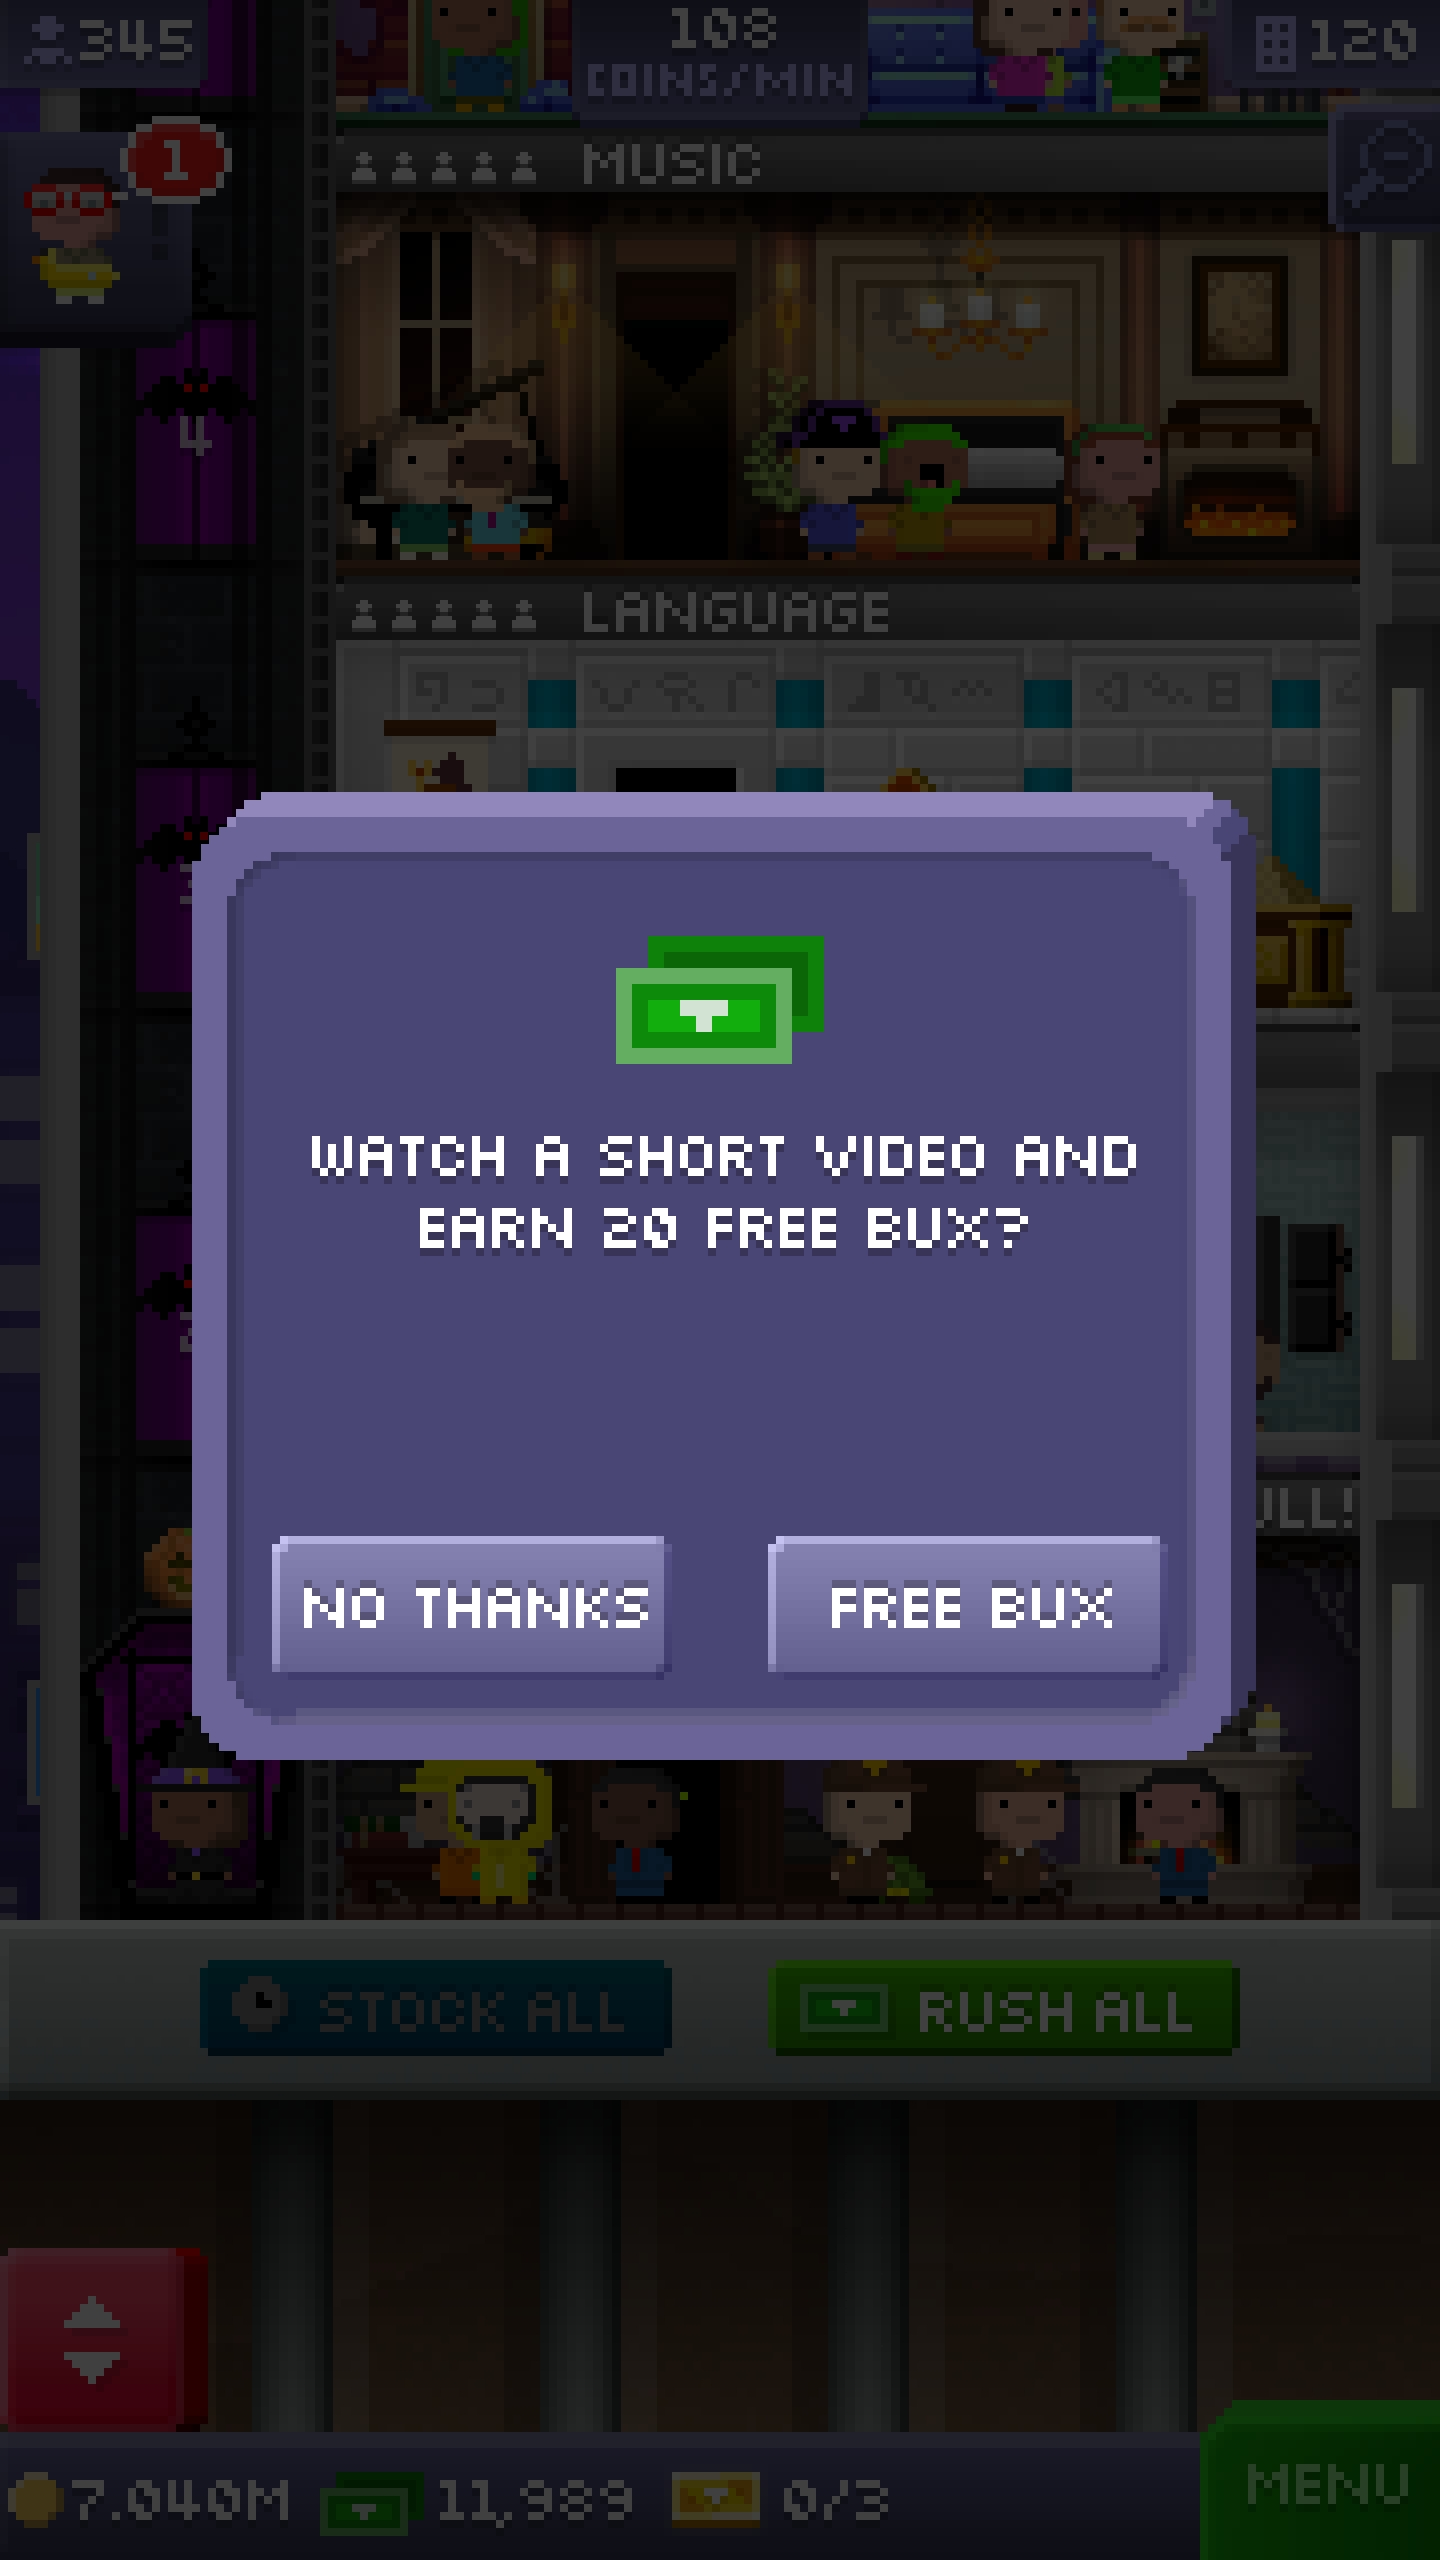 345
108
COINS/MIN
120
1
MUSIC
4
LANGUAGE
WATCH A SHORT VIDEO AND
EARN 20 FREE BUX?
NO THANKS
FREE BUX
STOCK ALL
RUSH ALL
7.040M
11,989
0/3
MENU